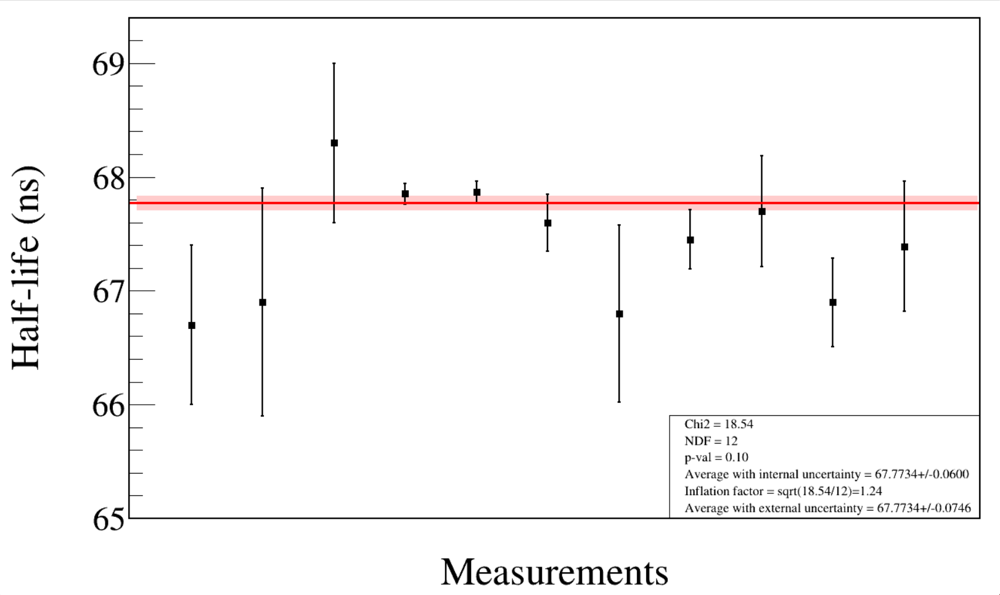 Half-life (ns)
69
68
67
66
65
Chi2 = 18.54
NDF = 12
p-val = 0.10
Average with internal uncertainty = 67.7734+/-0.0600
Inflation factor = sqrt(18.54/12)=1.24
Average with external uncertainty = 67.7734+/-0.0746
Measurements